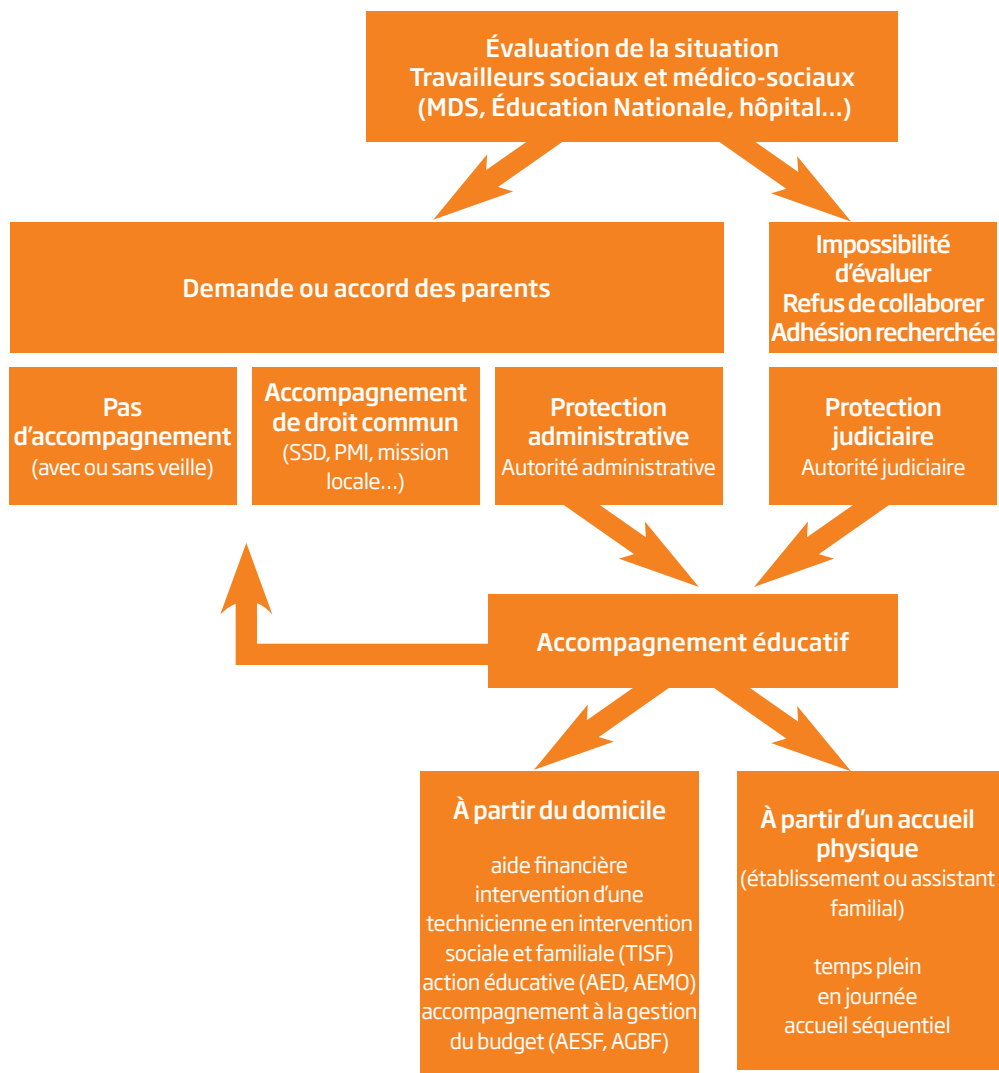 Évaluation de la situation
Travailleurs sociaux et médico-sociaux
(MDS, Éducation Nationale, hôpital...)
Demande ou accord des parents
Impossibilité
d'évaluer
Refus de collaborer
Adhésion recherchée
Pas
d'accompagnement
(avec ou sans veille)
Accompagnement
de droit commun
(SSD, PMI, mission
locale...)
Protection
administrative
Autorité administrative
Protection
judiciaire
Autorité judiciaire
Accompagnement éducatif
À partir du domicile
aide financière
intervention d'une
technicienne en intervention
sociale et familiale (TISF)
action éducative (AED, AEMO)
accompagnement à la gestion
du budget (AESF, AGBF)
À partir d'un accueil
physique
(établissement ou assistant
familial)
temps plein
en journée
accueil séquentiel